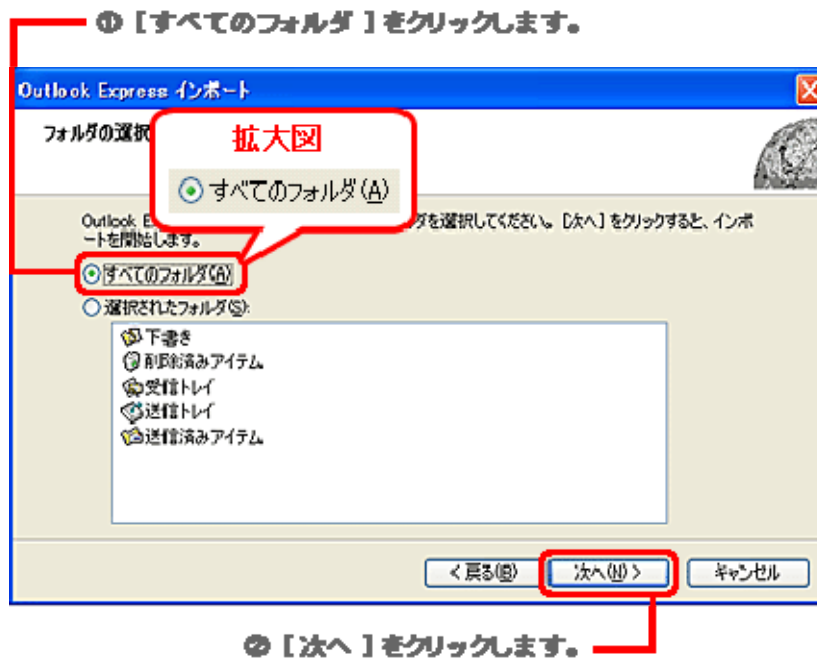 ① [すべてのフォルダ ]をクリックします。
Outlook Express インポート
フォルダの選択
拡大図
すべてのフォルダ(A)
Outlook E ダを選択してください。[次へ] をクリックすると、インポ
ートを開始します。
すべてのフォルダ(A)
選択されたフォルダ(S):
下書き
削除済みアイテム
受信トレイ
送信トレイ
送信済みアイテム
< 戻る(B)
次へ(N) >
キャンセル
② [次へ ]をクリックします。